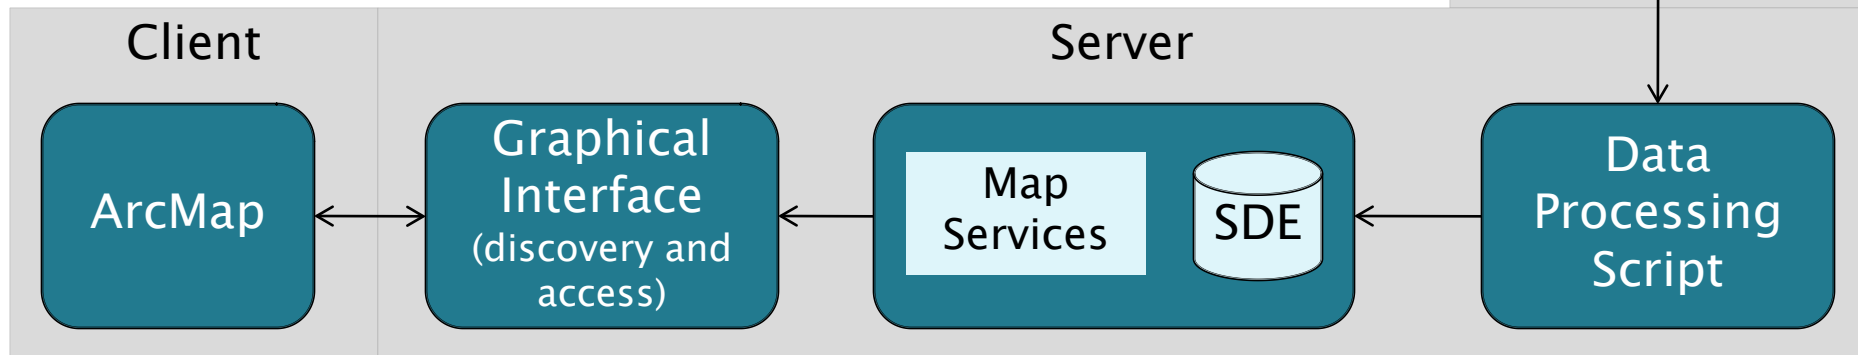 Client
Server
ArcMap
Graphical
Interface
(discovery and
access)
Map
Services
SDE
Data
Processing
Script